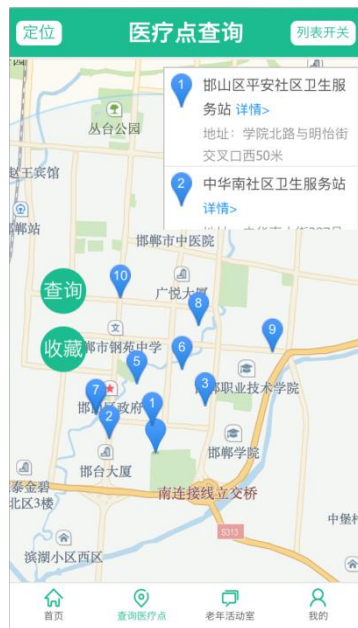 定位
医疗点查询
列表开关
1
邯山区平安社区卫生服
务站 详情>
地址：学院北路与明怡街
交叉口西50米
2
中华南社区卫生服务站
详情>
丛台公园
赵王宾馆
郸站
邯郸市中医院
10
广悦大厦
查询
8
收藏
郸市钢苑中学
9
6
5
7
3
郸职业技术学院
1
2
邯郸学院
邯台大厦
泰金碧
北区3楼
南连接线立交桥
S313
中堡村
滨湖小区西区
首页
查询医疗点
老年活动室
我的